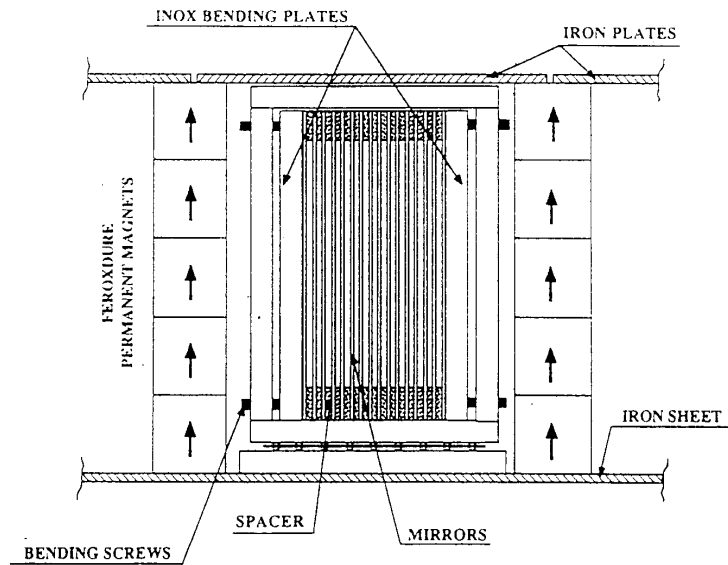 INOX BENDING PLATES
IRON PLATES
FEROXDURE
PERMANENT MAGNETS
IRON SHEET
SPACER
MIRRORS
BENDING SCREWS